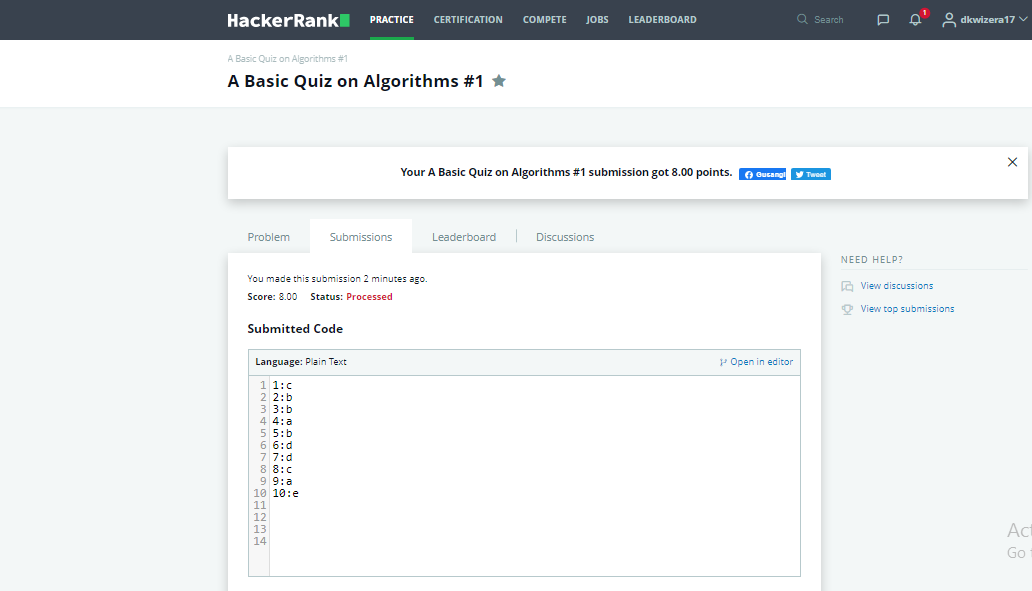 HackerRank PRACTICE CERTIFICATION COMPETE JOBS LEADERBOARD Search 1 dkwizera17
A Basic Quiz on Algorithms #1
A Basic Quiz on Algorithms #1
Your A Basic Quiz on Algorithms #1 submission got 8.00 points. Tweet
Problem Submissions Leaderboard Discussions
NEED HELP?
View discussions
View top submissions
You made this submission 2 minutes ago.
Score: 8.00 Status: Processed
Submitted Code
Language: Plain Text Open in editor
1 1:c
2 2:b
3 3:b
4 4:a
5 5:b
6 6:d
7 7:d
8 8:c
9 9:a
10 10:e
11
12
13
14